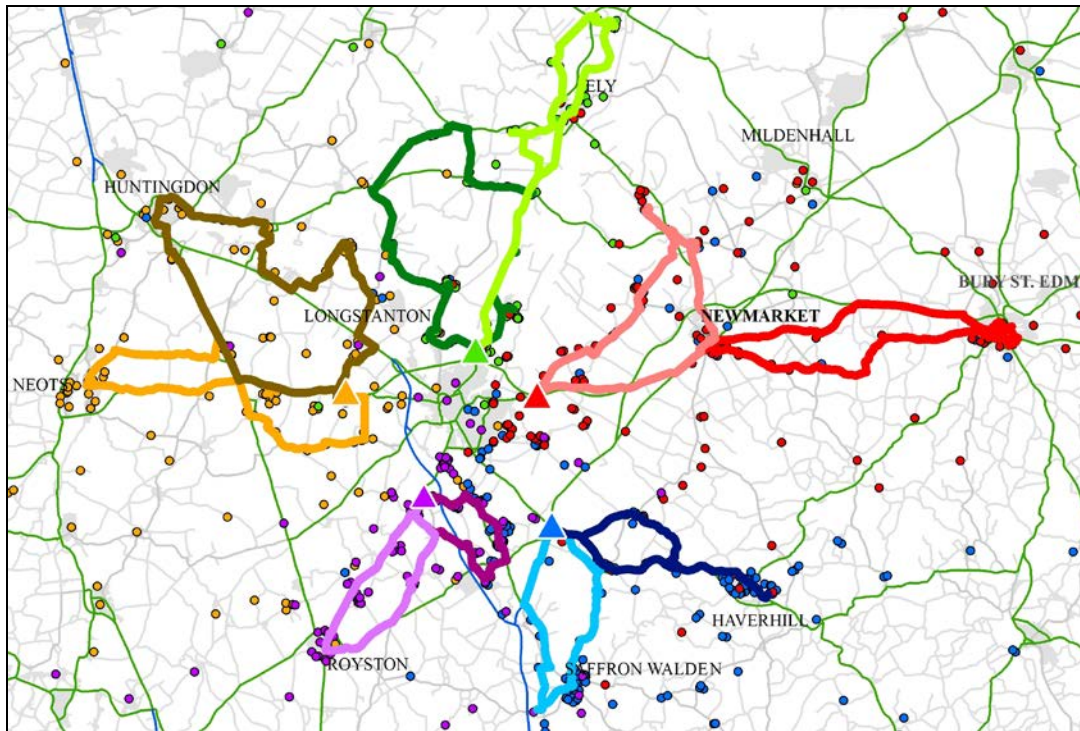 ELY
MILDENHALL
HUNTINGDON
BURY ST. EDM
LONGSTANTON
NEWMARKET
NEOTS
HAVERHILL
ROYSTON
SAFFRON WALDEN